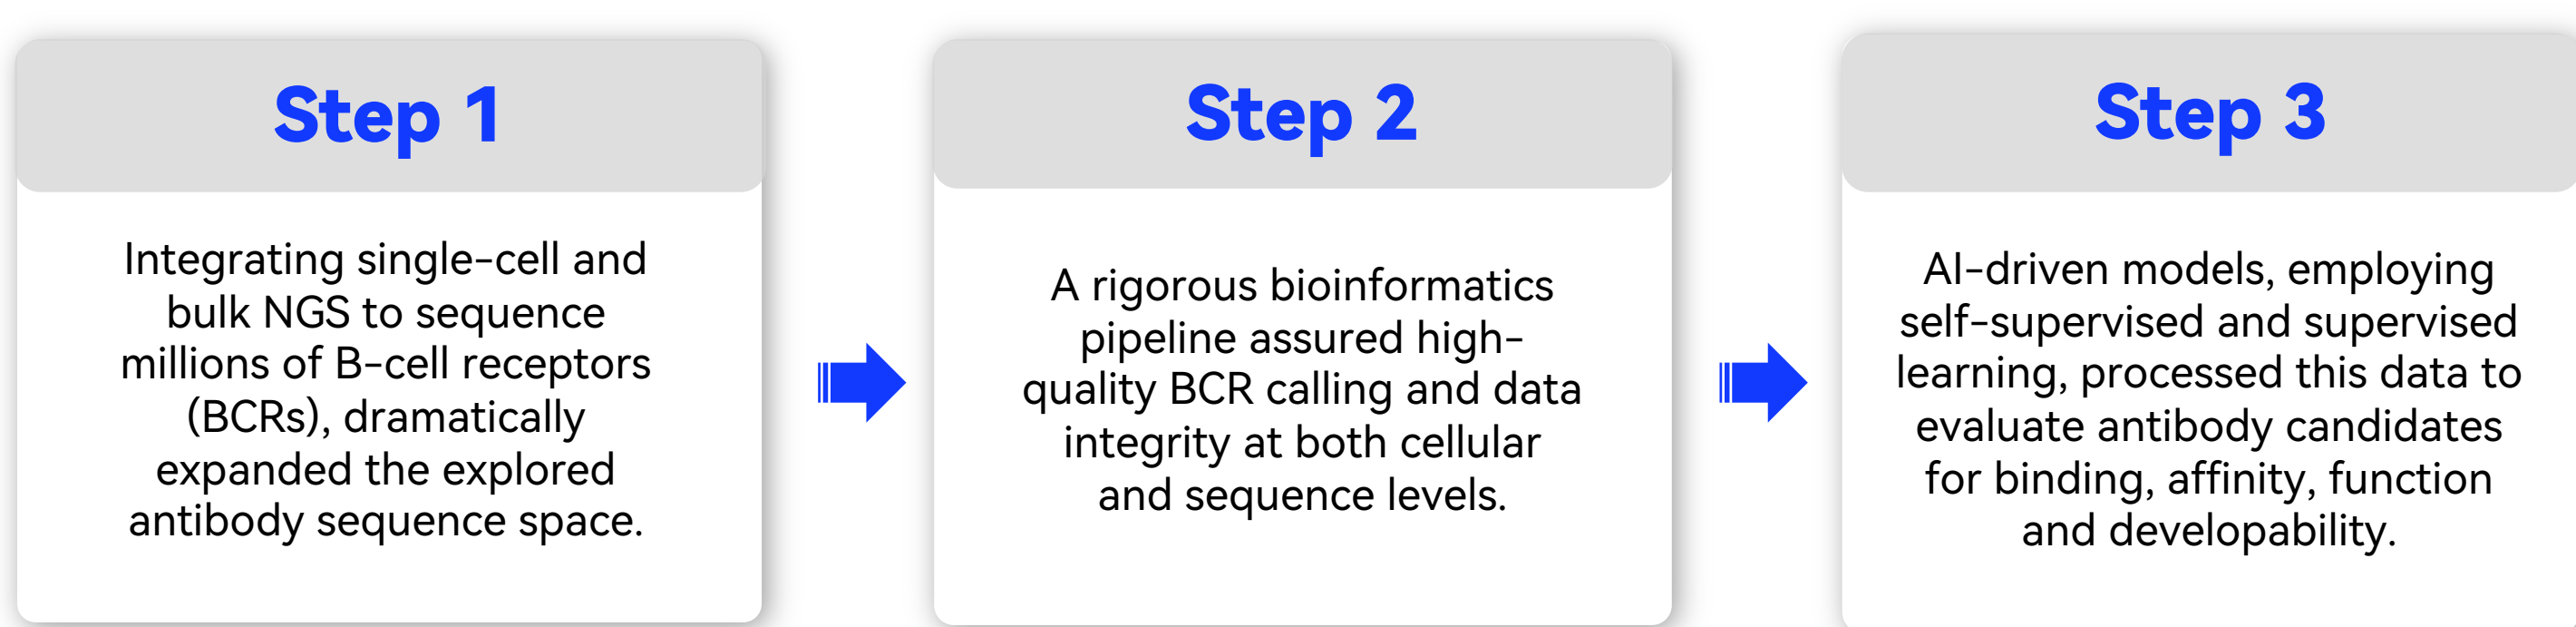 Step 1
Integrating single-cell and
bulk NGS to sequence
millions of B-cell receptors
(BCRs), dramatically
expanded the explored
antibody sequence space.
Step 2
A rigorous bioinformatics
pipeline assured high-
quality BCR calling and data
integrity at both cellular
and sequence levels.
Step 3
AI-driven models, employing
self-supervised and supervised
learning, processed this data to
evaluate antibody candidates
for binding, affinity, function
and developability.